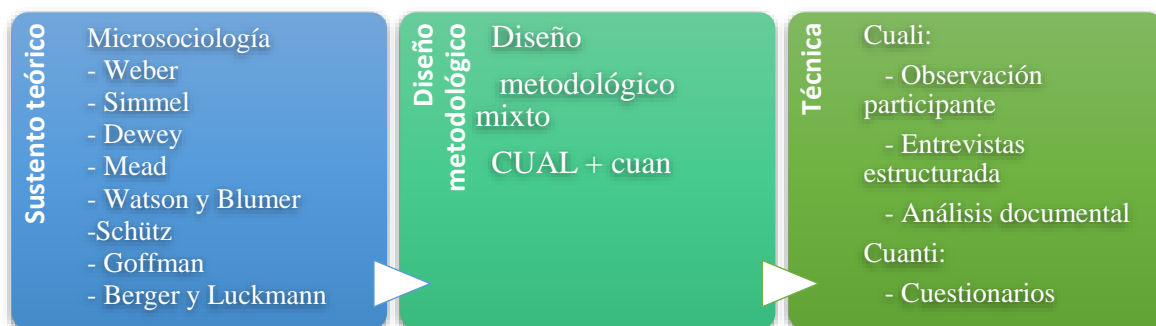 Sustento teórico
Microsociología
- Weber
- Simmel
- Dewey
- Mead
- Watson y Blumer
-Schütz
- Goffman
- Berger y Luckmann
Diseño
metodológico
Diseño
metodológico
mixto
CUAL + cuan
Técnica
Cuali:
- Observación
participante
- Entrevistas
estructurada
- Análisis documental
Cuanti:
- Cuestionarios